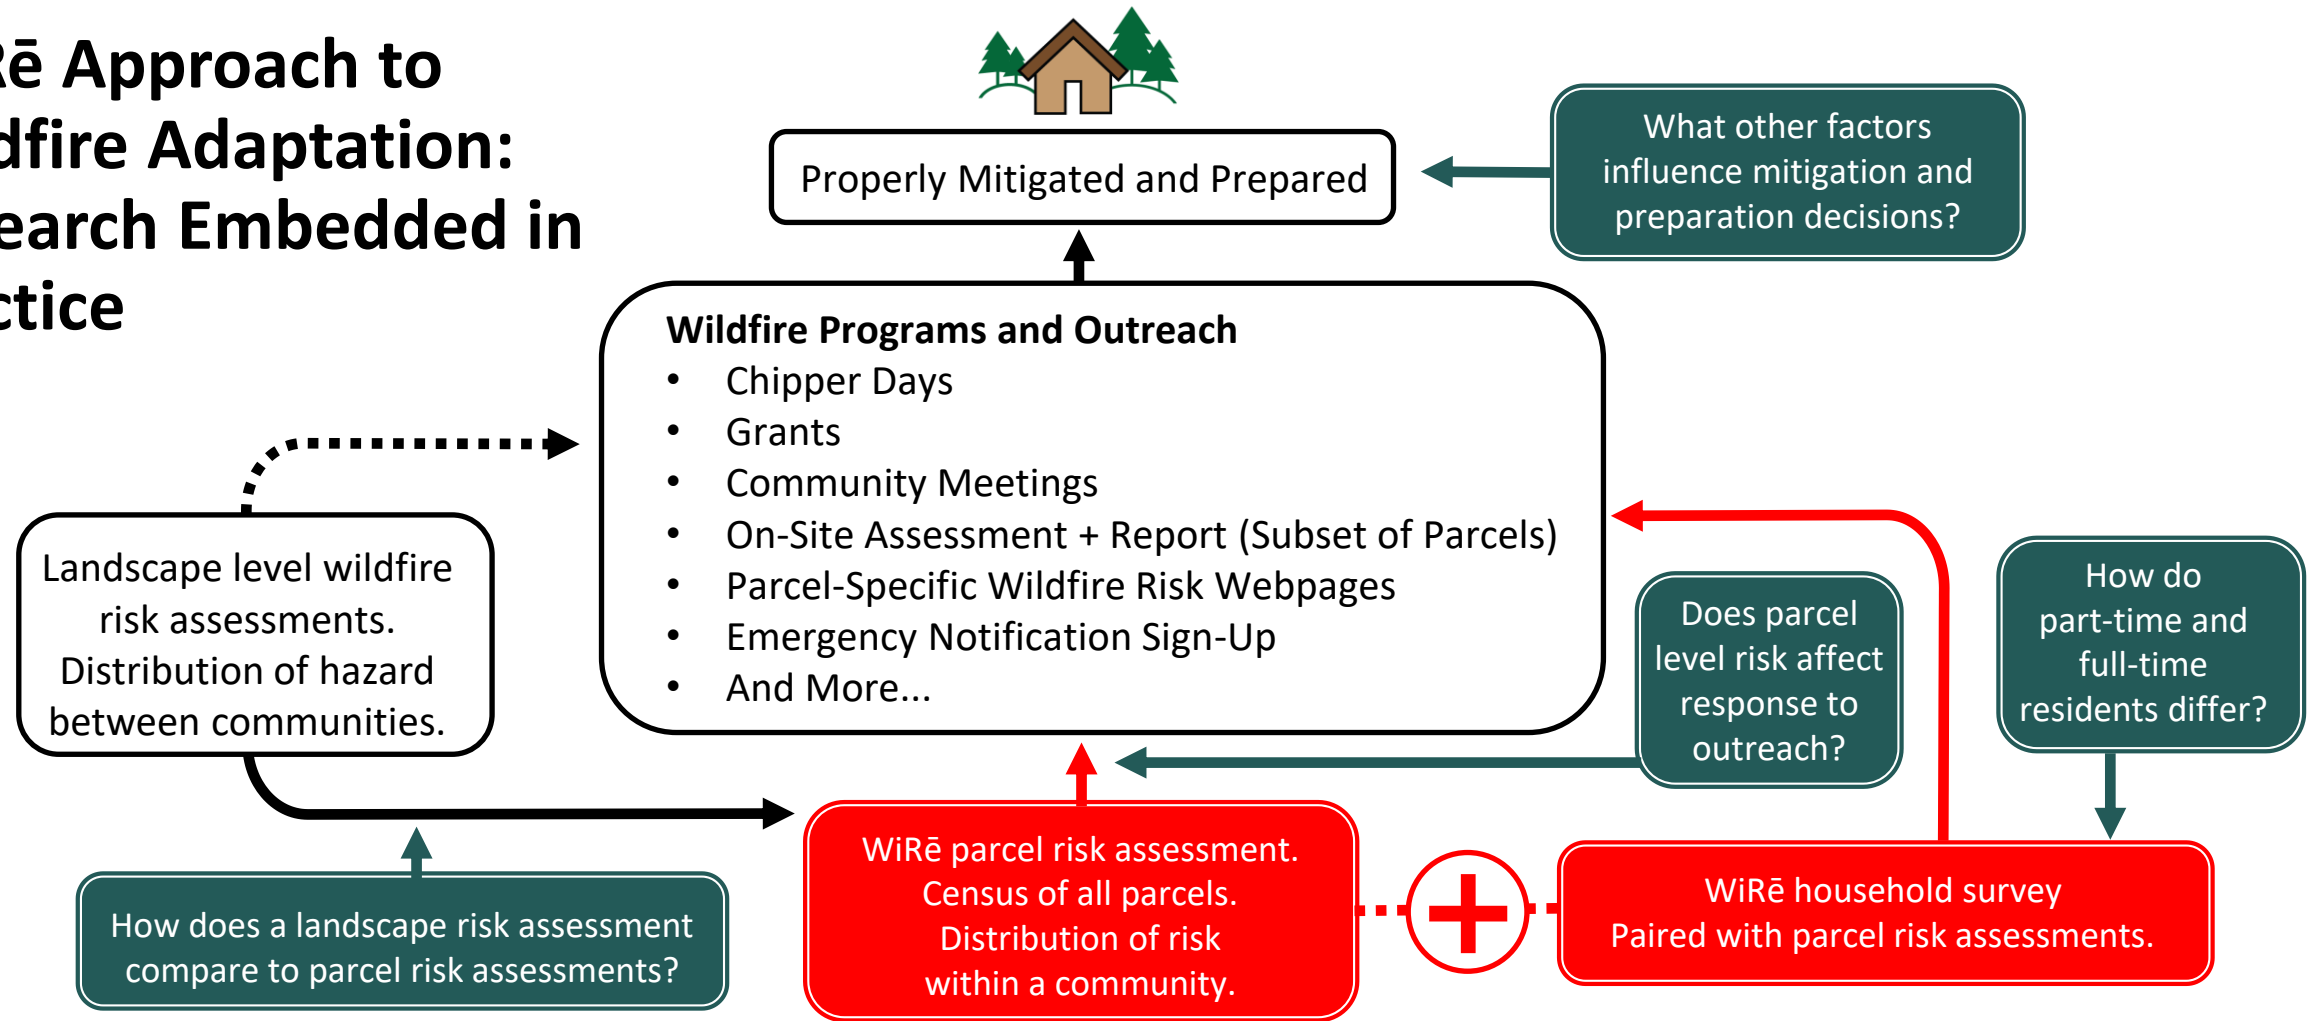 Rē Approach to
ldfire Adaptation:
earch Embedded in
ctice
Properly Mitigated and Prepared
What other factors
influence mitigation and
preparation decisions?
Wildfire Programs and Outreach
• Chipper Days
• Grants
• Community Meetings
• On-Site Assessment + Report (Subset of Parcels)
• Parcel-Specific Wildfire Risk Webpages
• Emergency Notification Sign-Up
• And More...
Landscape level wildfire
risk assessments.
Distribution of hazard
between communities.
Does parcel
level risk affect
response to
outreach?
How do
part-time and
full-time
residents differ?
How does a landscape risk assessment
compare to parcel risk assessments?
WiRē parcel risk assessment.
Census of all parcels.
Distribution of risk
within a community.
WiRē household survey
Paired with parcel risk assessments.